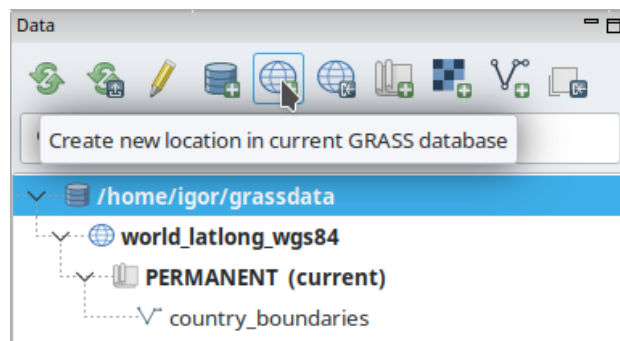 Data
Create new location in current GRASS database
/home/igor/grassdata
world_latlong_wgs84
PERMANENT (current)
country_boundaries